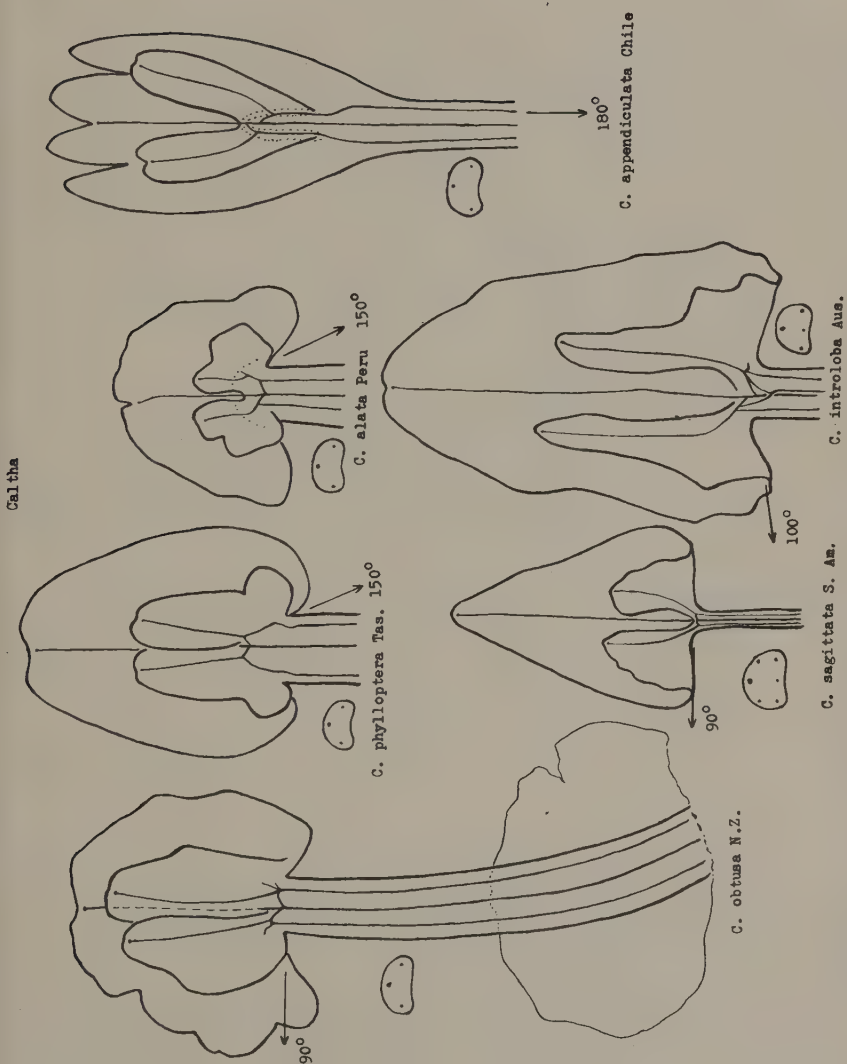 Caltha
180°
C. appendiculata Chile
150°
C. alata Peru
100°
C. introloba Aus.
150°
C. phylloptera Tas.
90°
C. sagittata S. Am.
90°
C. obtusa N.Z.